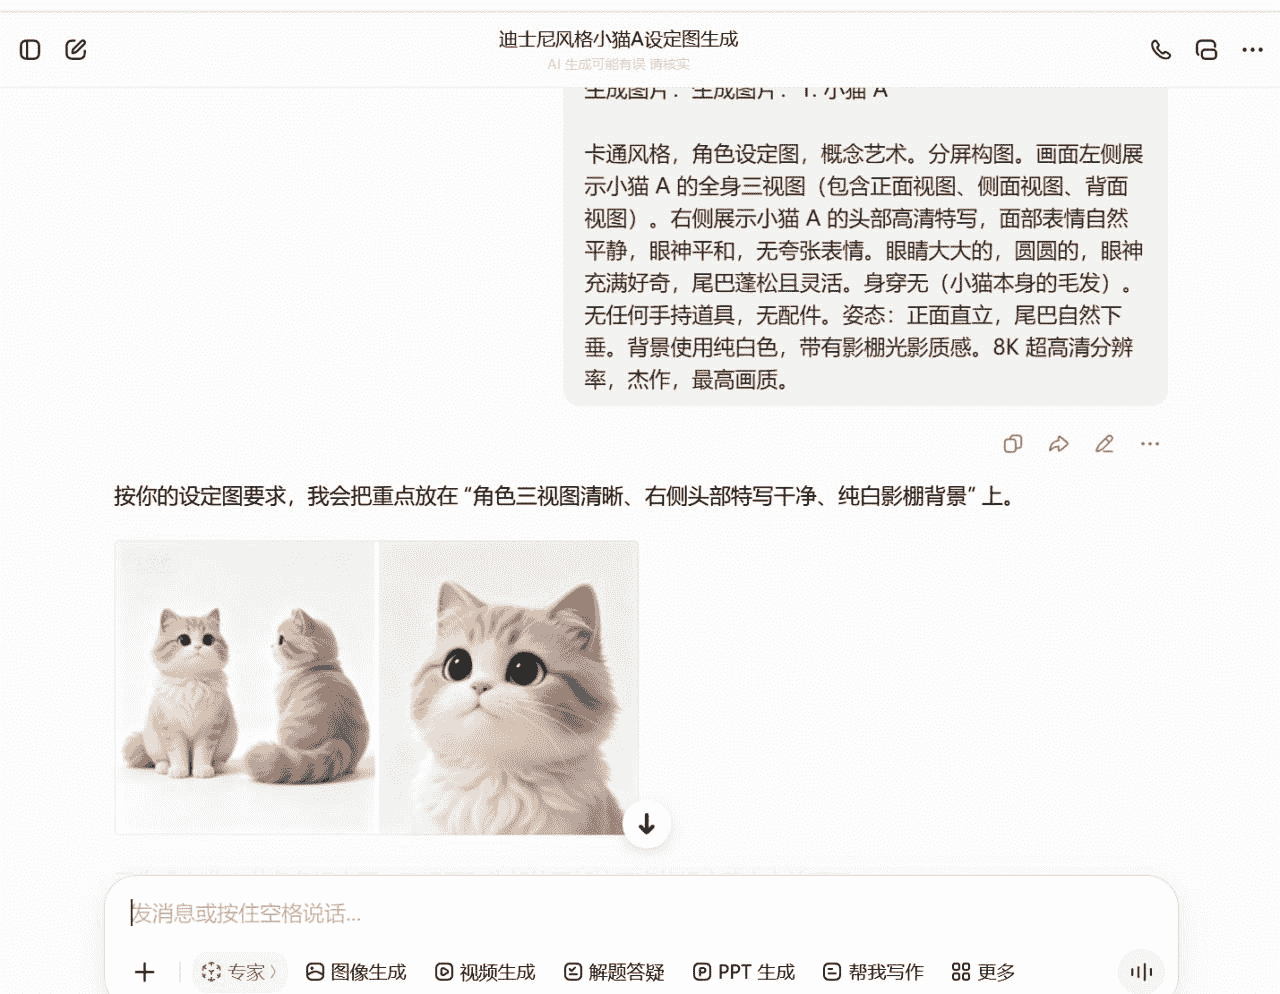 迪士尼风格小猫A设定图生成
AI 生成可能有误 请核实
生成图片：生成图片：1. 小猫 A
卡通风格，角色设定图，概念艺术。分屏构图。画面左侧展
示小猫 A 的全身三视图（包含正面视图、侧面视图、背面
视图）。右侧展示小猫 A 的头部高清特写，面部表情自然
平静，眼神平和，无夸张表情。眼睛大大的，圆圆的，眼神
充满好奇，尾巴蓬松且灵活。身穿无（小猫本身的毛发）。
无任何手持道具，无配件。姿态：正面直立，尾巴自然下
垂。背景使用纯白色，带有影棚光影质感。8K 超高清分辨
率，杰作，最高画质。
按你的设定图要求，我会把重点放在 “角色三视图清晰、右侧头部特写干净、纯白影棚背景” 上。
发消息或按住空格说话...
专家〉 图像生成 视频生成 解题答疑 PPT 生成 帮我写作 更多